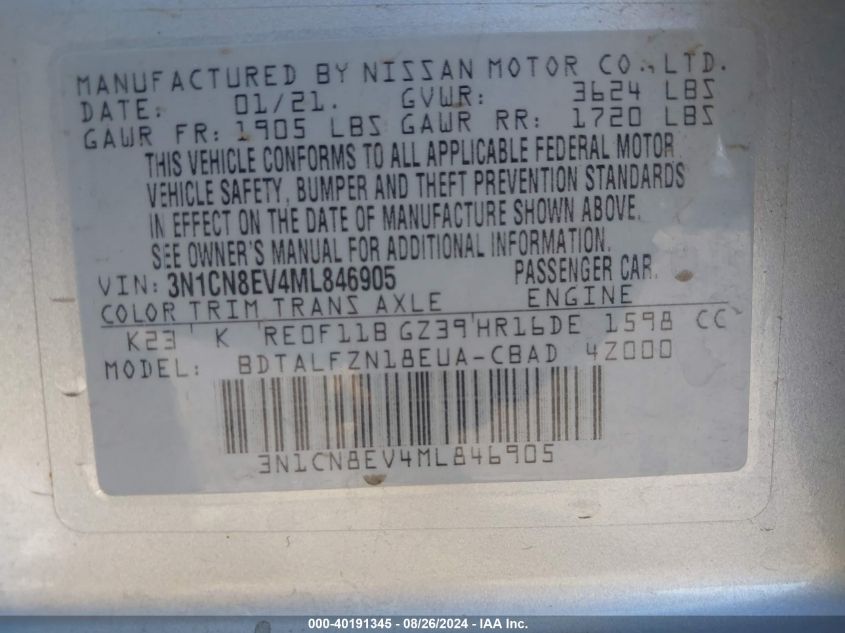 MANUFACTURED BY NISSAN MOTOR CO., LTD.
DATE: 01/21. GVWR: 3624 LBS
GAWR FR: 1905 LBS GAWR RR: 1720 LBS
THIS VEHICLE CONFORMS TO ALL APPLICABLE FEDERAL MOTOR
VEHICLE SAFETY, BUMPER AND THEFT PREVENTION STANDARDS
IN EFFECT ON THE DATE OF MANUFACTURE SHOWN ABOVE.
SEE OWNER'S MANUAL FOR ADDITIONAL INFORMATION.
VIN: 3N1CN8EV4ML846905 PASSENGER CAR.
COLOR TRIM TRANS AXLE ENGINE
K23 K RE0F11B GZ39 HR16DE 1598 CC
MODEL: BDTALFZN18EUA-CBAD 4Z000
3N1CN8EV4ML846905
000-40191345 - 08/26/2024 - IAA Inc.